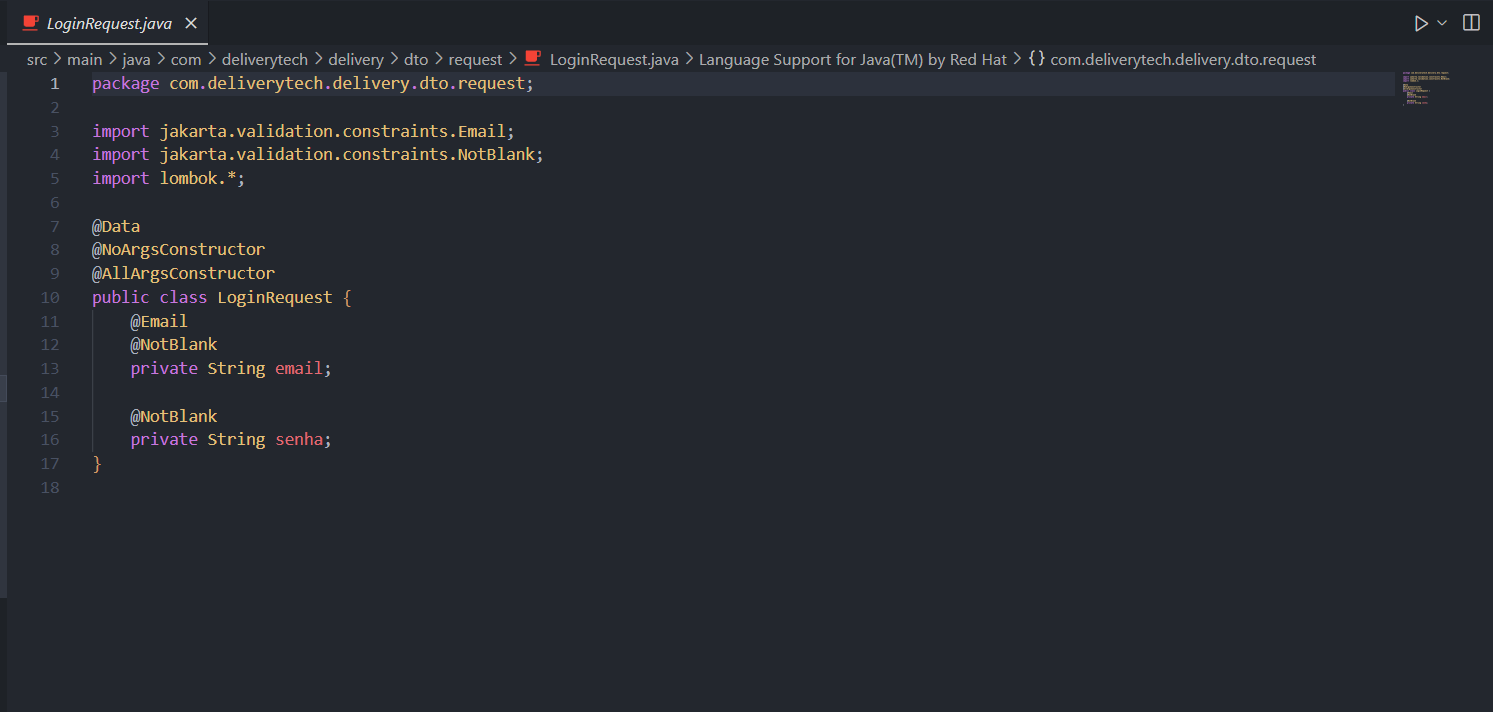 LoginRequest.java
src > main > java > com > deliverytech > delivery > dto > request > LoginRequest.java > Language Support for Java(TM) by Red Hat > {} com.deliverytech.delivery.dto.request
1 package com.deliverytech.delivery.dto.request;
2
3 import jakarta.validation.constraints.Email;
4 import jakarta.validation.constraints.NotBlank;
5 import lombok.*;
6
7 @Data
8 @NoArgsConstructor
9 @AllArgsConstructor
10 public class LoginRequest {
11     @Email
12     @NotBlank
13     private String email;
14
15     @NotBlank
16     private String senha;
17 }
18